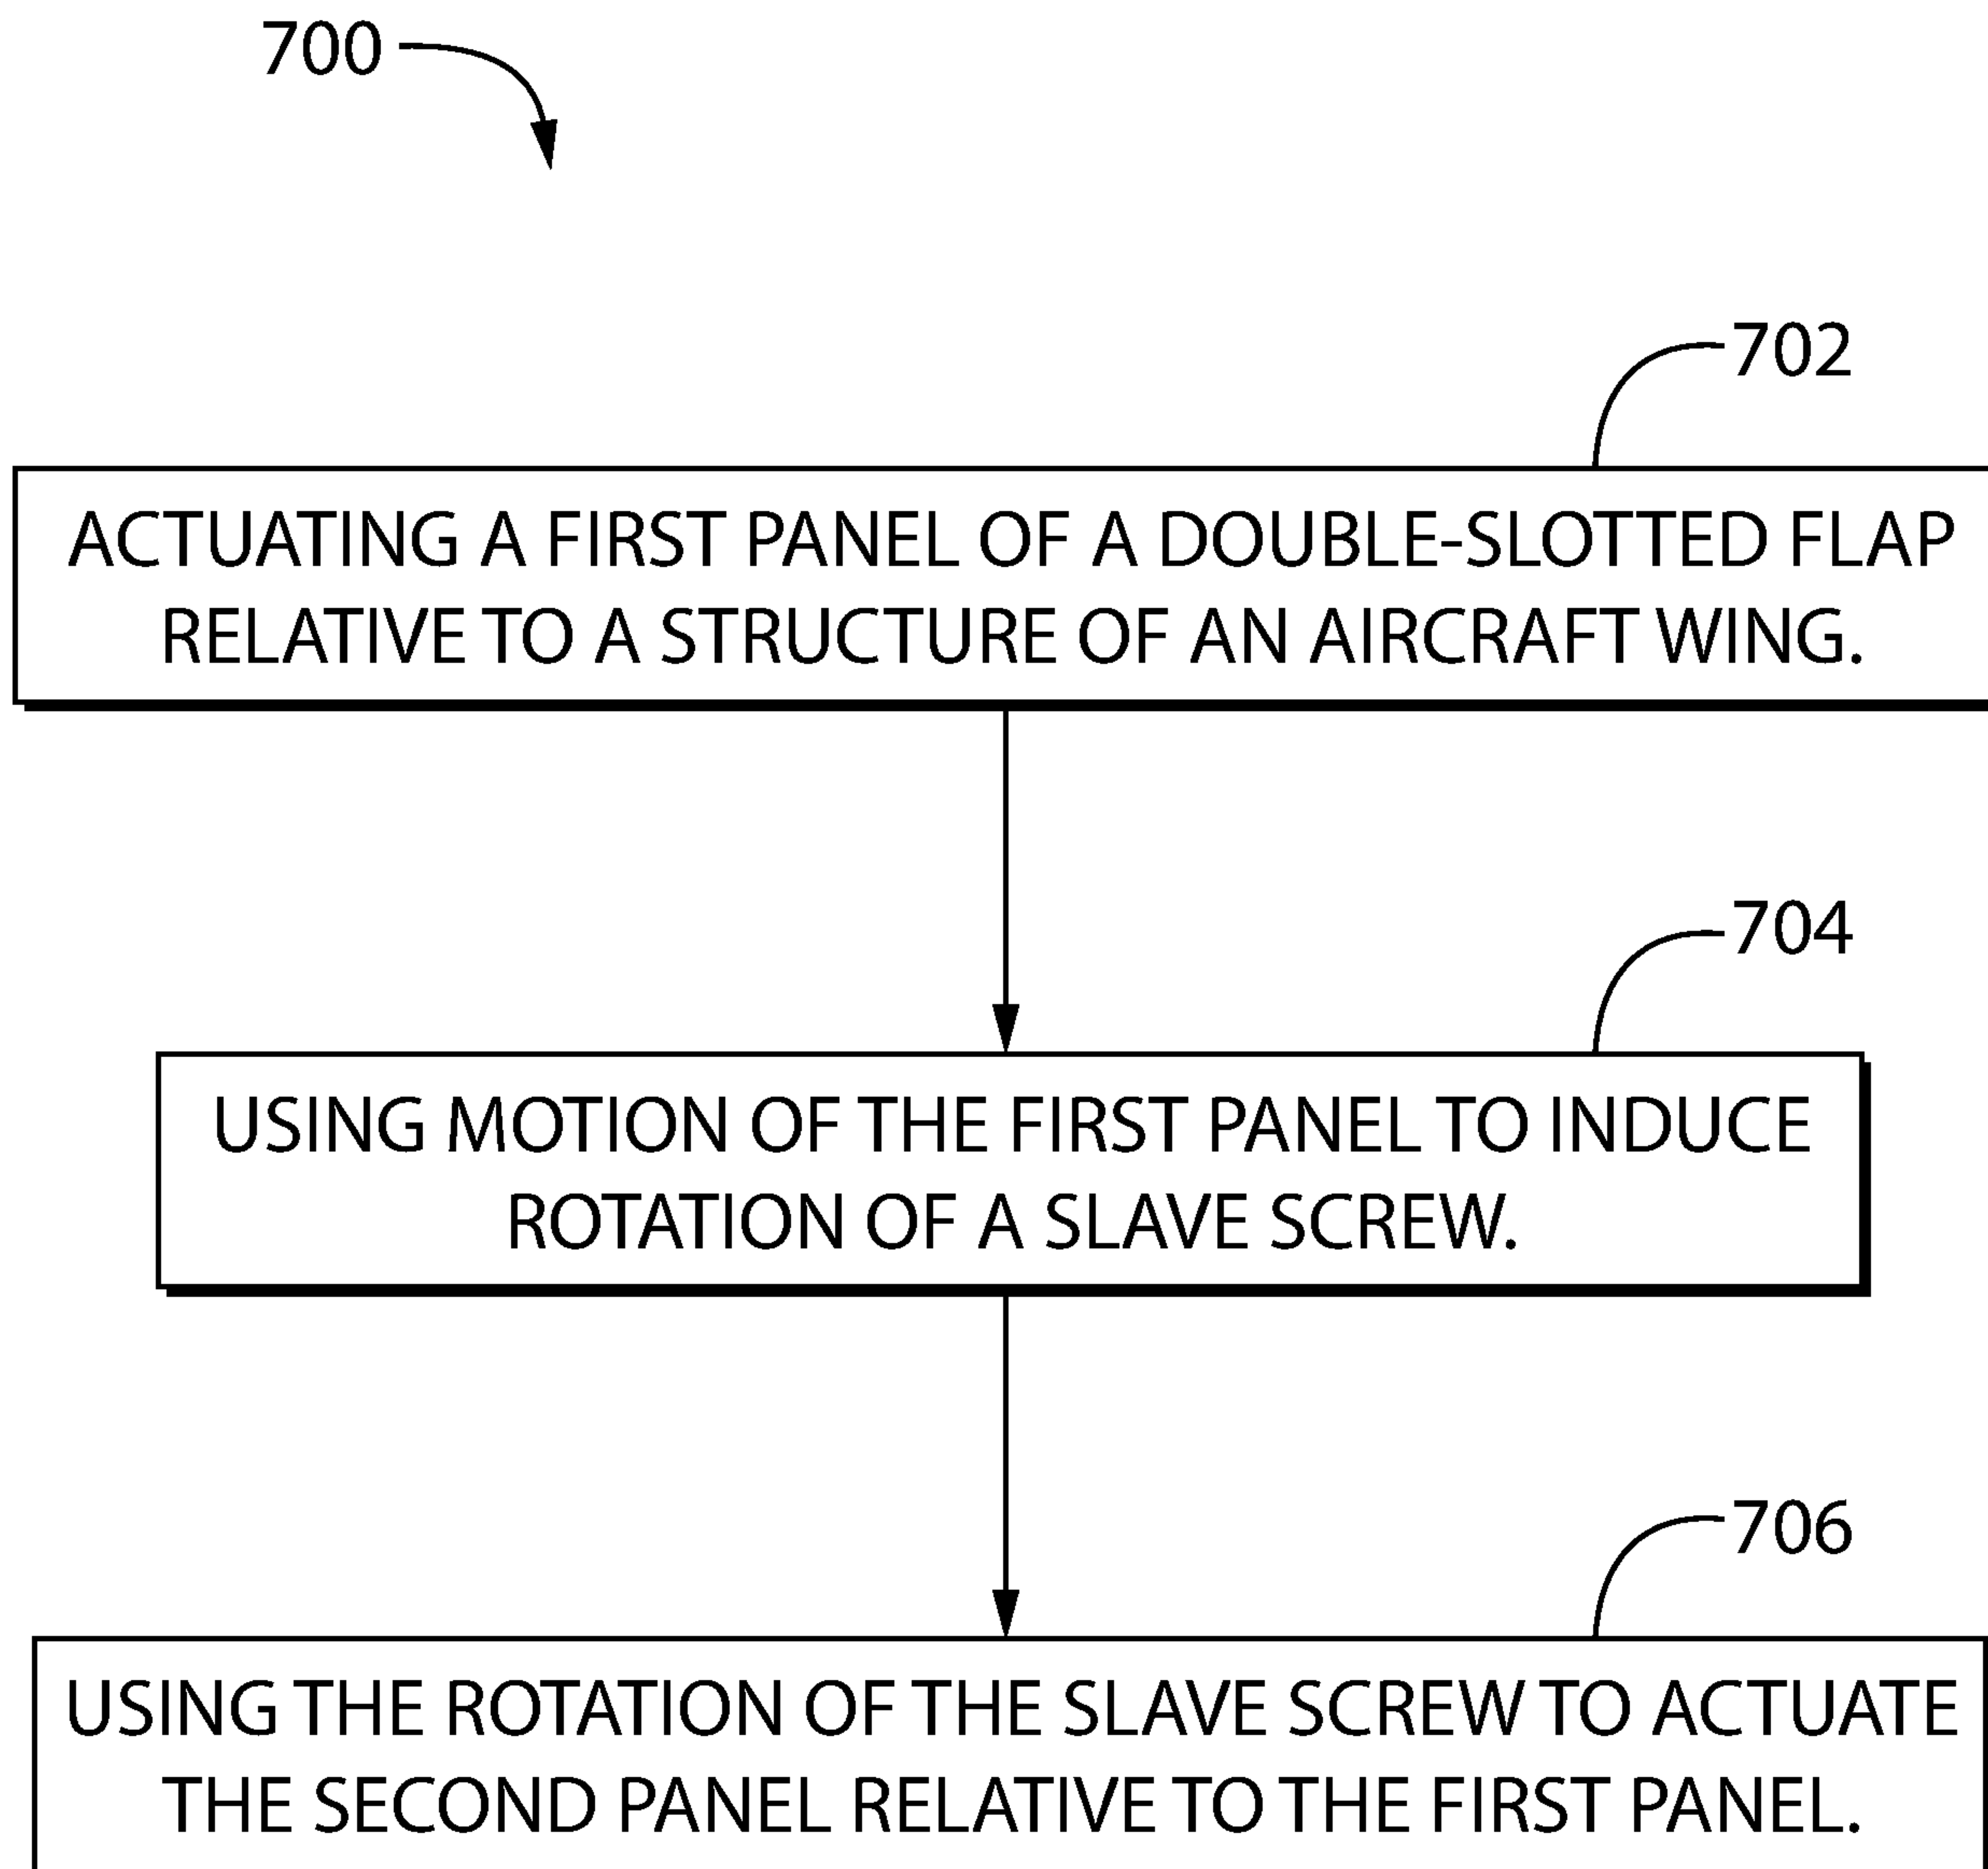 700
702
ACTUATING A FIRST PANEL OF A DOUBLE-SLOTTED FLAP
RELATIVE TO A STRUCTURE OF AN AIRCRAFT WING.
704
USING MOTION OF THE FIRST PANEL TO INDUCE
ROTATION OF A SLAVE SCREW.
706
USING THE ROTATION OF THE SLAVE SCREW TO ACTUATE
THE SECOND PANEL RELATIVE TO THE FIRST PANEL.